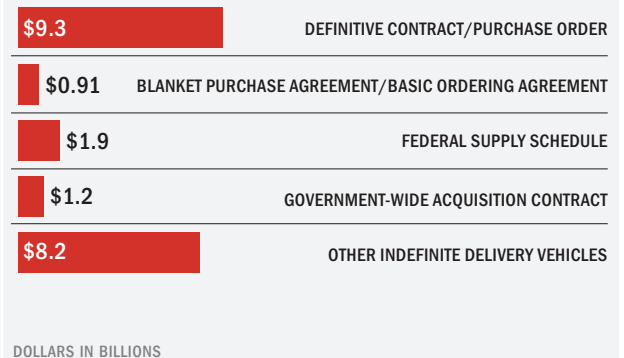 $9.3 DEFINITIVE CONTRACT/PURCHASE ORDER
$0.91 BLANKET PURCHASE AGREEMENT/BASIC ORDERING AGREEMENT
$1.9 FEDERAL SUPPLY SCHEDULE
$1.2 GOVERNMENT-WIDE ACQUISITION CONTRACT
$8.2 OTHER INDEFINITE DELIVERY VEHICLES
DOLLARS IN BILLIONS